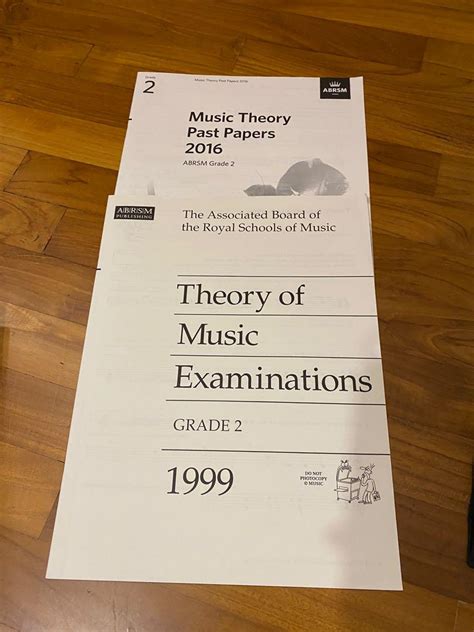 Grade
2
Music Theory Past Papers 2016
ABRSM
Music Theory
Past Papers
2016
ABRSM Grade 2
ABRSM
PUBLISHING
The Associated Board of
the Royal Schools of Music
Theory of
Music
Examinations
GRADE 2
1999
DO NOT
PHOTOCOPY
© MUSIC